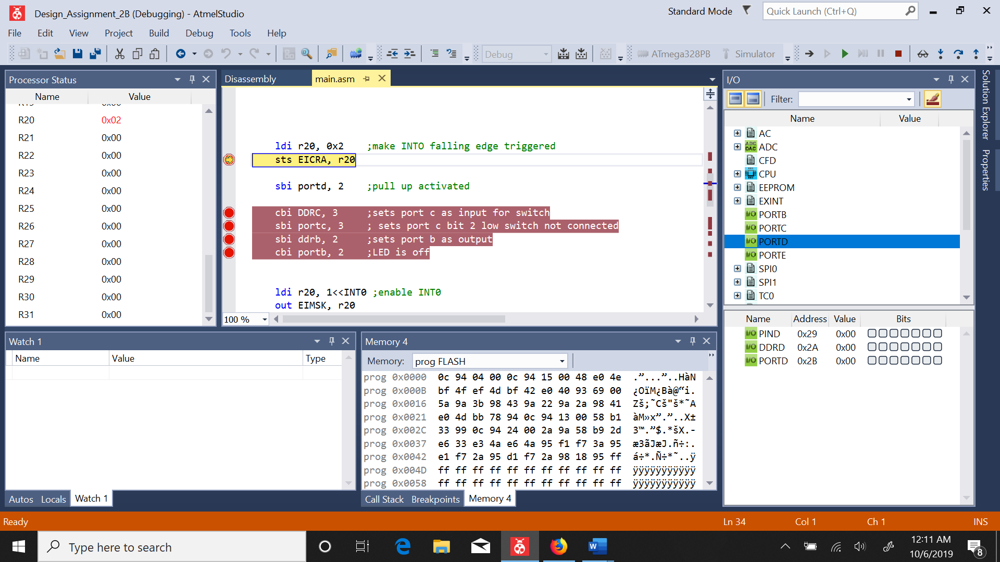 Design_Assignment_2B (Debugging) - AtmelStudio
Standard Mode
Quick Launch (Ctrl+Q)
File Edit View Project Build Debug Tools Help
Debug
ATmega328PB
Simulator
Processor Status
Name Value
R20 0x02
R21 0x00
R22 0x00
R23 0x00
R24 0x00
R25 0x00
R26 0x00
R27 0x00
R28 0x00
R29 0x00
R30 0x00
R31 0x00
Disassembly
main.asm
ldi r20, 0x2 ;make INTO falling edge triggered
sts EICRA, r20
sbi portd, 2 ;pull up activated
cbi DDRC, 3 ;sets port c as input for switch
sbi portc, 3 ; sets port c bit 2 low switch not connected
sbi ddrb, 2 ;sets port b as output
cbi portb, 2 ;LED is off
ldi r20, 1<<INT0 ;enable INT0
out EIMSK, r20
100 %
I/O
Filter:
Name Value
AC
ADC
CFD
CPU
EEPROM
EXINT
PORTB
PORTC
PORTD
PORTE
SPI0
SPI1
TC0
Name Address Value Bits
PIND 0x29 0x00
DDRD 0x2A 0x00
PORTD 0x2B 0x00
Solution Explorer
Properties
Watch 1
Name Value Type
Autos Locals Watch 1
Memory 4
Memory: prog FLASH
prog 0x0000 0c 94 04 00 0c 94 15 00 48 e0 4e .”...”..HàN
prog 0x000B bf 4f ef 4d bf 42 e0 40 93 69 00 ¿OïM¿Bà@“i.
prog 0x0016 5a 9a 3b 98 43 9a 22 9a 2a 98 41 Zš;˜Cš"š*˜A
prog 0x0021 e0 4d bb 78 94 0c 94 13 00 58 b1 àM»x”.”..X±
prog 0x002C 33 99 0c 94 24 00 2a 9a 58 b9 2d 3™.”$.*šX.-
prog 0x0037 e6 33 e3 4a e6 4a 95 f1 f7 3a 95 æ3ãJæJ.ñ÷:.
prog 0x0042 e1 f7 2a 95 d1 f7 2a 98 18 95 ff á÷*.Ñ÷*˜..ÿ
prog 0x004D ff ff ff ff ff ff ff ff ff ff ff ÿÿÿÿÿÿÿÿÿÿÿ
prog 0x0058 ff ff ff ff ff ff ff ff ff ff ff ÿÿÿÿÿÿÿÿÿÿÿ
Call Stack Breakpoints Memory 4
Ready
Ln 34 Col 1 Ch 1 INS
Type here to search
12:11 AM
10/6/2019
8